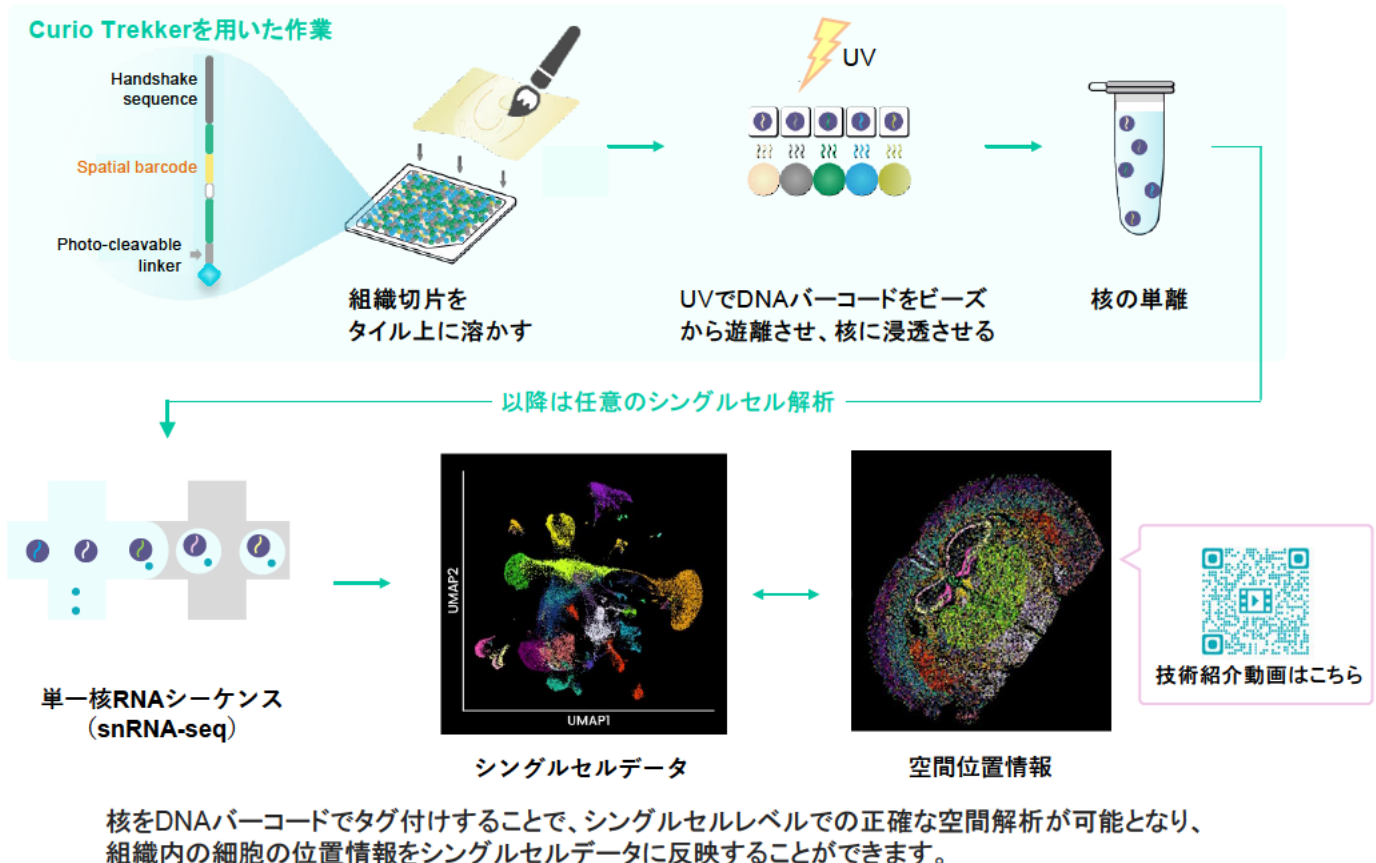 Curio Trekkerを用いた作業
Handshake
sequence
Spatial barcode
Photo-cleavable
linker
組織切片を
タイル上に溶かす
UV
UVでDNAバーコードをビーズ
から遊離させ、核に浸透させる
核の単離
以降は任意のシングルセル解析
単一核RNAシーケンス
（snRNA-seq）
UMAP2
UMAP1
シングルセルデータ
空間位置情報
技術紹介動画はこちら
核をDNAバーコードでタグ付けすることで、シングルセルレベルでの正確な空間解析が可能となり、
組織内の細胞の位置情報をシングルセルデータに反映することができます。